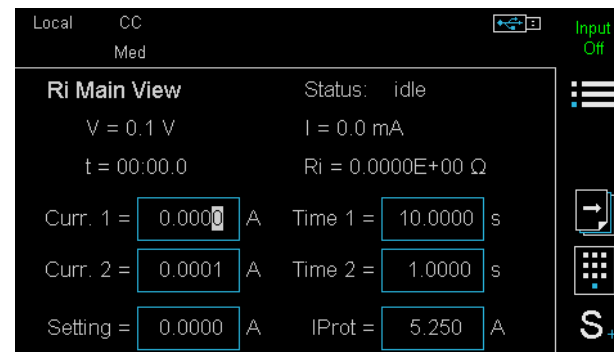 Local CC
Med
Input
Off
Ri Main View Status: idle
V = 0.1 V I = 0.0 mA
t = 00:00.0 Ri = 0.0000E+00 Ω
Curr. 1 = 0.0000 A Time 1 = 10.0000 s
Curr. 2 = 0.0001 A Time 2 = 1.0000 s
Setting = 0.0000 A IProt = 5.250 A
S+